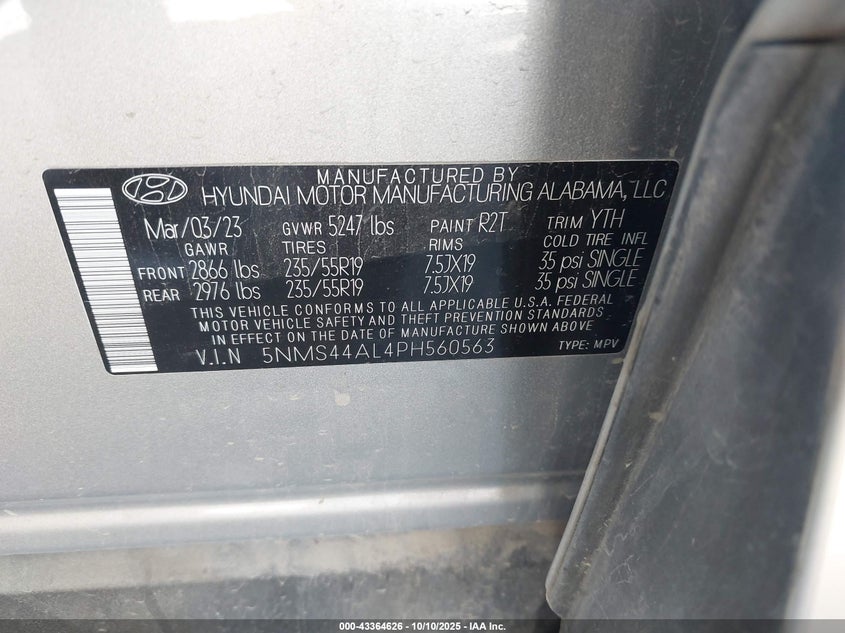 MANUFACTURED BY
HYUNDAI MOTOR MANUFACTURING ALABAMA, LLC
Mar/03/23 GVWR 5247 lbs PAINT R2T TRIM YTH
GAWR TIRES RIMS COLD TIRE INFL
FRONT 2866 lbs 235/55R19 7.5JX19 35 psi SINGLE
REAR 2976 lbs 235/55R19 7.5JX19 35 psi SINGLE
THIS VEHICLE CONFORMS TO ALL APPLICABLE U.S.A. FEDERAL
MOTOR VEHICLE SAFETY AND THEFT PREVENTION STANDARDS
IN EFFECT ON THE DATE OF MANUFACTURE SHOWN ABOVE
V.I.N 5NMS44AL4PH560563 TYPE: MPV
000-43364626 - 10/10/2025 - IAA Inc.